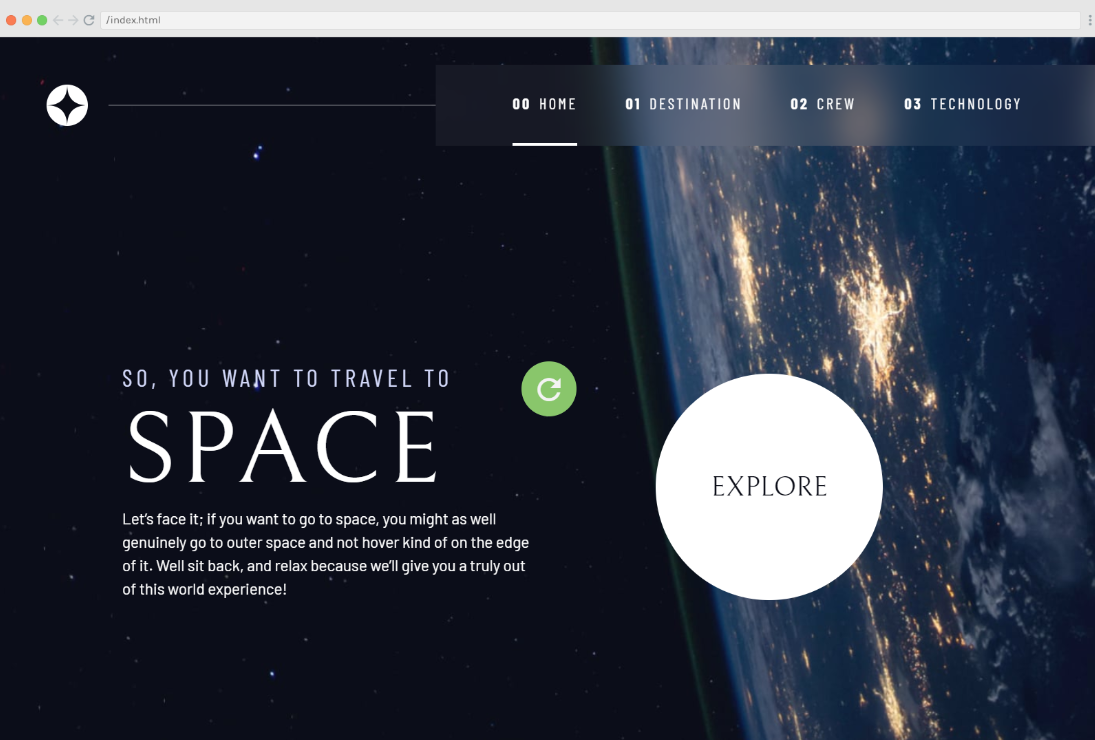 /index.html
00 HOME 01 DESTINATION 02 CREW 03 TECHNOLOGY
SO, YOU WANT TO TRAVEL TO
SPACE
Let’s face it; if you want to go to space, you might as well
genuinely go to outer space and not hover kind of on the edge
of it. Well sit back, and relax because we’ll give you a truly out
of this world experience!
EXPLORE